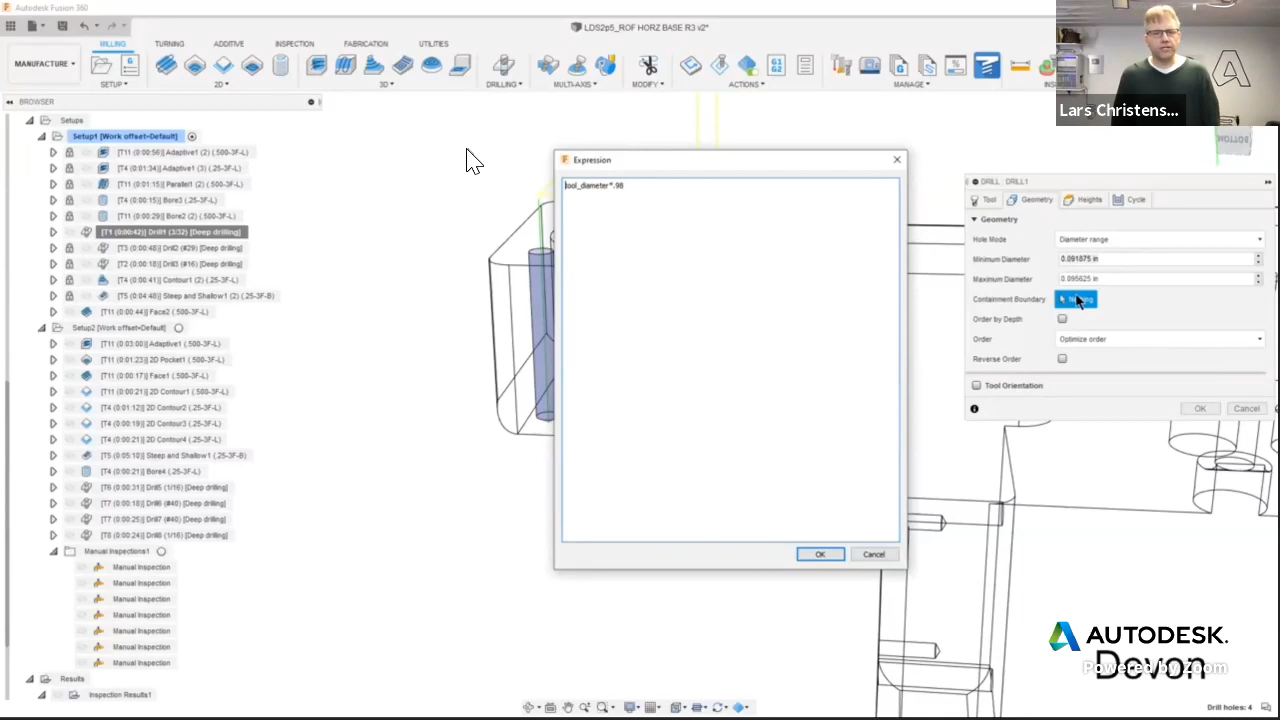 Autodesk Fusion 360
LDS2p5_ROF HORZ BASE R3 v2*
MILLING TURNING ADDITIVE INSPECTION FABRICATION UTILITIES
MANUFACTURE
SETUP 2D 3D DRILLING MULTI-AXIS MODIFY ACTIONS MANAGE
G1 G2
Lars Christens...
BROWSER
Setups
Setup1 [Work offset=Default]
[T11 (0:00:56)] Adaptive1 (2) (.500-3F-L)
[T4 (0:01:34)] Adaptive1 (3) (.25-3F-L)
[T11 (0:01:15)] Parallel1 (2) (.500-3F-L)
[T4 (0:00:15)] Bore3 (.25-3F-L)
[T11 (0:00:29)] Bore2 (.500-3F-L)
[T1 (0:00:42)] Drill1 (3/32) [Deep drilling]
[T3 (0:00:48)] Drill2 (#29) [Deep drilling]
[T2 (0:00:18)] Drill3 (#16) [Deep drilling]
[T4 (0:00:41)] Contour1 (2) (.25-3F-L)
[T5 (0:04:48)] Steep and Shallow1 (2) (.25-3F-B)
[T11 (0:00:44)] Face2 (.500-3F-L)
Setup2 [Work offset=Default]
[T11 (0:03:00)] Adaptive1 (.500-3F-L)
[T11 (0:01:23)] 2D Pocket1 (.500-3F-L)
[T11 (0:00:17)] Face1 (.500-3F-L)
[T11 (0:00:21)] 2D Contour1 (.500-3F-L)
[T4 (0:01:12)] 2D Contour2 (.25-3F-L)
[T4 (0:00:19)] 2D Contour3 (.25-3F-L)
[T4 (0:00:21)] 2D Contour4 (.25-3F-L)
[T5 (0:05:10)] Steep and Shallow1 (.25-3F-B)
[T4 (0:00:21)] Bore4 (.25-3F-L)
[T6 (0:00:31)] Drill5 (1/16) [Deep drilling]
[T7 (0:00:18)] Drill6 (#40) [Deep drilling]
[T7 (0:00:25)] Drill7 (#40) [Deep drilling]
[T8 (0:00:24)] Drill8 (1/16) [Deep drilling]
Manual Inspections1
Manual Inspection
Manual Inspection
Manual Inspection
Manual Inspection
Manual Inspection
Manual Inspection
Manual Inspection
Results
Inspection Results1
Expression
tool_diameter*.98
OK Cancel
BOTTOM
DRILL : DRILL1
Tool Geometry Heights Cycle
Geometry
Hole Mode Diameter range
Minimum Diameter 0.091875 in
Maximum Diameter 0.095625 in
Containment Boundary
Order by Depth
Order Optimize order
Reverse Order
Tool Orientation
OK Cancel
AUTODESK.
Devon
Powered by zoom
Drill holes: 4